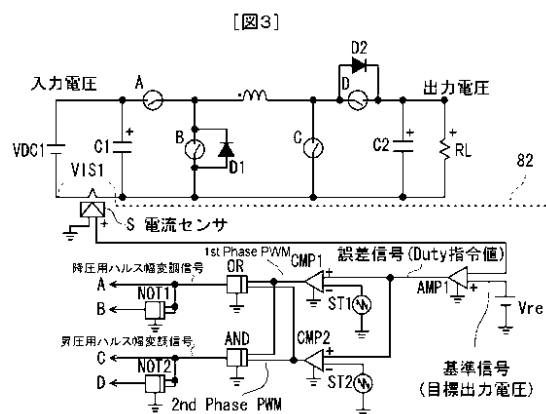 [図3]
D2
入力電圧
A
D
出力電圧
C1
B
C
C2
RL
VDC1
D1
VIS1
82
S 電流センサ
1st Phase PWM
CMP1
誤差信号(Duty指令値)
降圧用パルス幅変調信号
OR
A
NOT1
B
ST1
AMP1
Vre
昇圧用パルス幅変調信号
AND
CMP2
C
NOT2
D
ST2
2nd Phase PWM
基準信号
(目標出力電圧)